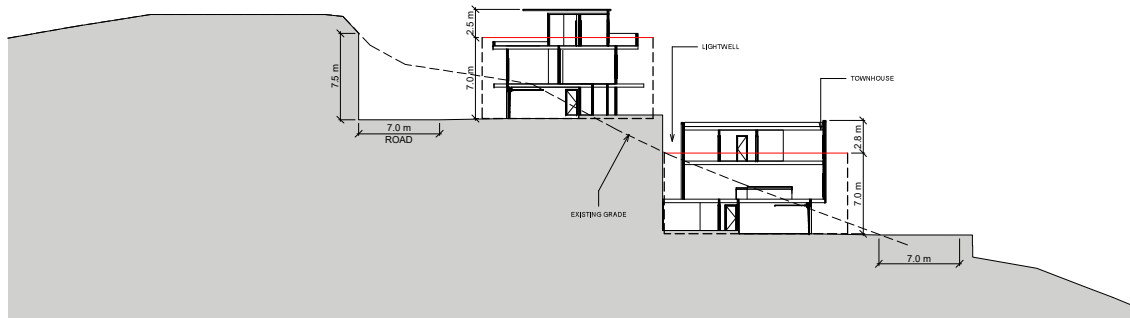 2.5 m
7.0 m
7.5 m
7.0 m
ROAD
LIGHTWELL
TOWNHOUSE
2.8 m
7.0 m
EXISTING GRADE
7.0 m